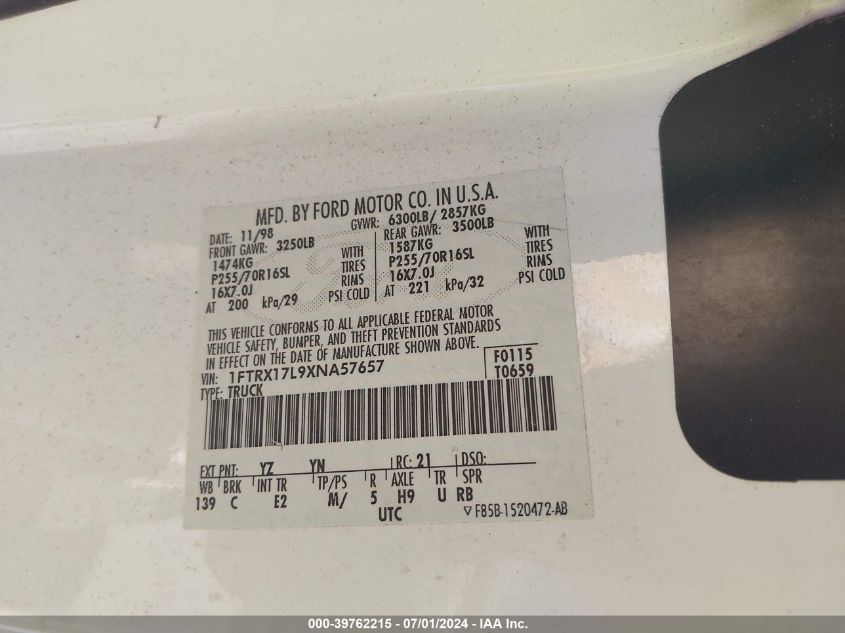 MFD. BY FORD MOTOR CO. IN U.S.A.
DATE: 11/98 GVWR: 6300LB/ 2857KG
FRONT GAWR: 3250LB REAR GAWR: 3500LB
1474KG WITH 1587KG WITH
P255/70R16SL TIRES P255/70R16SL TIRES
16X7.0J RIMS 16X7.0J RIMS
AT 200 kPa/29 PSI COLD AT 221 kPa/32 PSI COLD
THIS VEHICLE CONFORMS TO ALL APPLICABLE FEDERAL MOTOR
VEHICLE SAFETY, BUMPER, AND THEFT PREVENTION STANDARDS
IN EFFECT ON THE DATE OF MANUFACTURE SHOWN ABOVE.
VIN: 1FTRX17L9XNA57657 F0115
TYPE: TRUCK T0659
EXT PNT: YZ YN RC: 21 DSO:
WB BRK INT TR TP/PS R AXLE TR SPR
139 C E2 M/ 5 H9 U RB
UTC ▽ F85B-1520472-AB
000-39762215 - 07/01/2024 - IAA Inc.